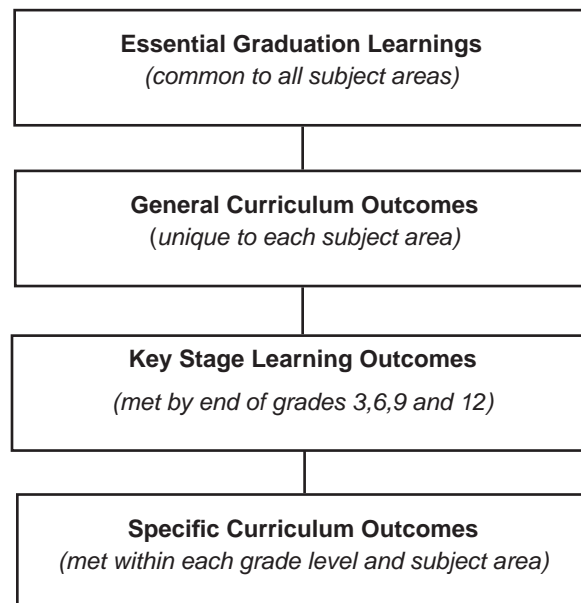 Essential Graduation Learnings
(common to all subject areas)
General Curriculum Outcomes
(unique to each subject area)
Key Stage Learning Outcomes
(met by end of grades 3,6,9 and 12)
Specific Curriculum Outcomes
(met within each grade level and subject area)